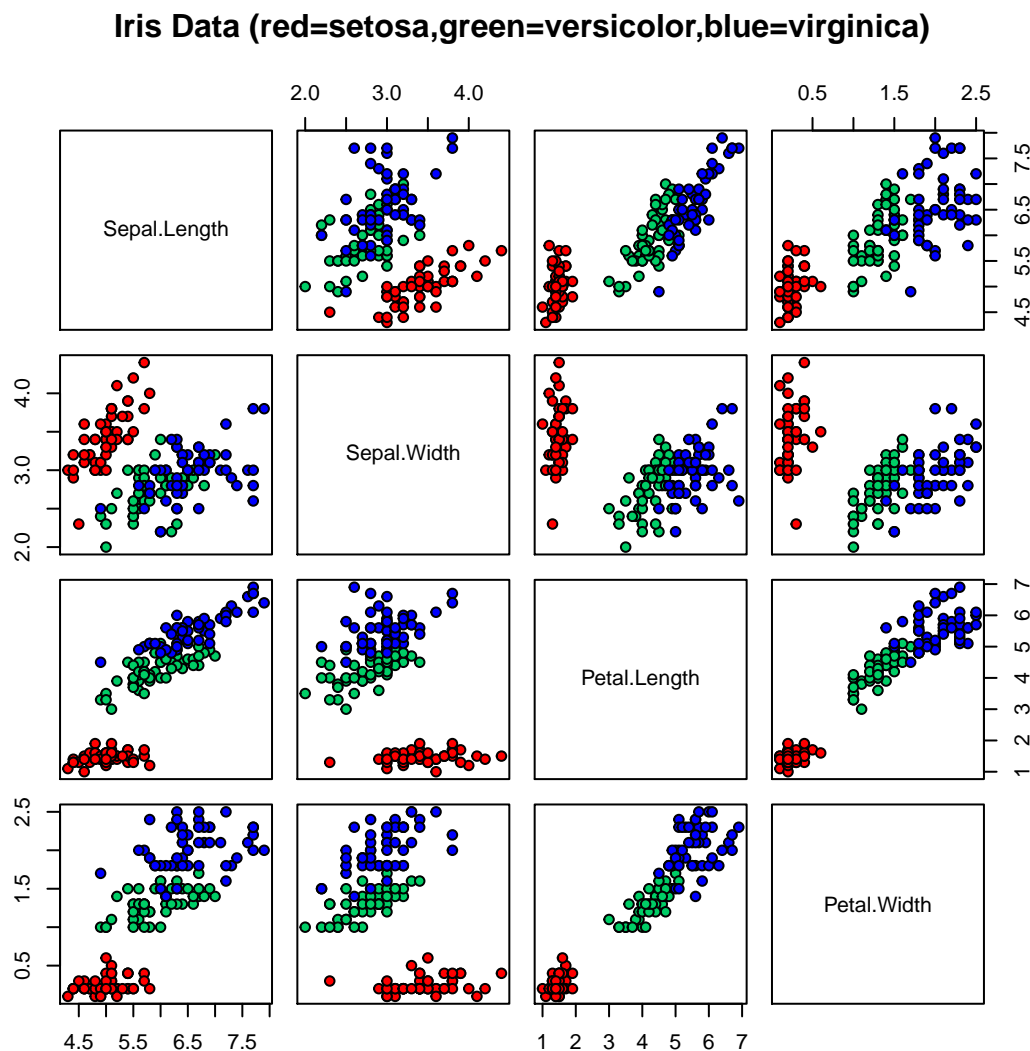 Iris Data (red=setosa,green=versicolor,blue=virginica)
2.0 3.0 4.0 0.5 1.5 2.5
Sepal.Length
4.5 5.5 6.5 7.5
2.0 3.0 4.0
Sepal.Width
Petal.Length
1 2 3 4 5 6 7
0.5 1.5 2.5
Petal.Width
4.5 5.5 6.5 7.5 1 2 3 4 5 6 7